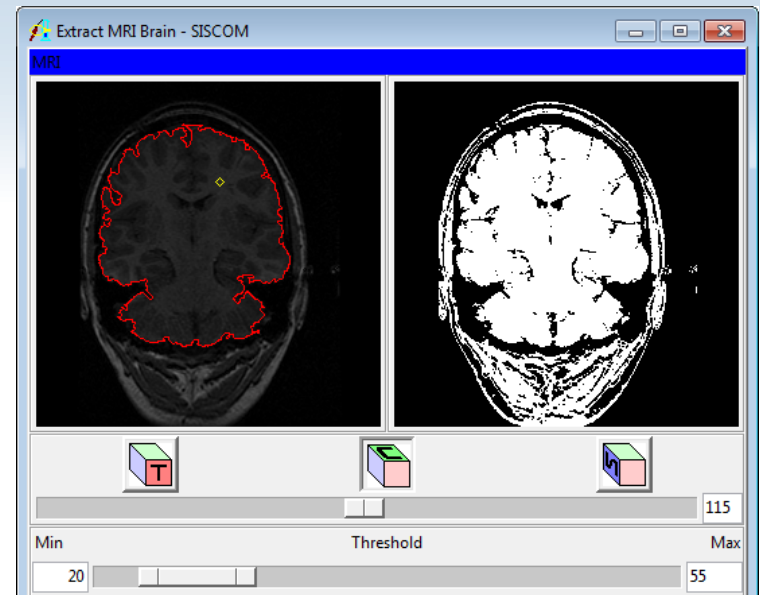 Extract MRI Brain - SISCOM
MRI
T
C
S
115
Min Threshold Max
20 55